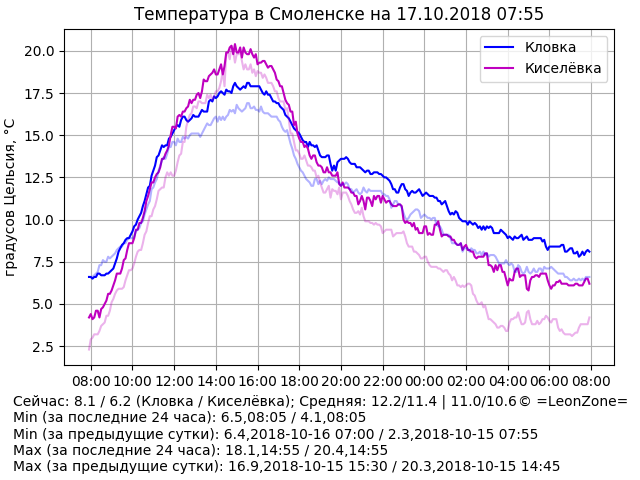 Температура в Смоленске на 17.10.2018 07:55
Кловка
Киселёвка
градусов Цельсия, °C
20.0
17.5
15.0
12.5
10.0
7.5
5.0
2.5
08:00 10:00 12:00 14:00 16:00 18:00 20:00 22:00 00:00 02:00 04:00 06:00 08:00
Сейчас: 8.1 / 6.2 (Кловка / Киселёвка); Средняя: 12.2/11.4 | 11.0/10.6© =LeonZone=
Min (за последние 24 часа): 6.5,08:05 / 4.1,08:05
Min (за предыдущие сутки): 6.4,2018-10-16 07:00 / 2.3,2018-10-15 07:55
Max (за последние 24 часа): 18.1,14:55 / 20.4,14:55
Max (за предыдущие сутки): 16.9,2018-10-15 15:30 / 20.3,2018-10-15 14:45